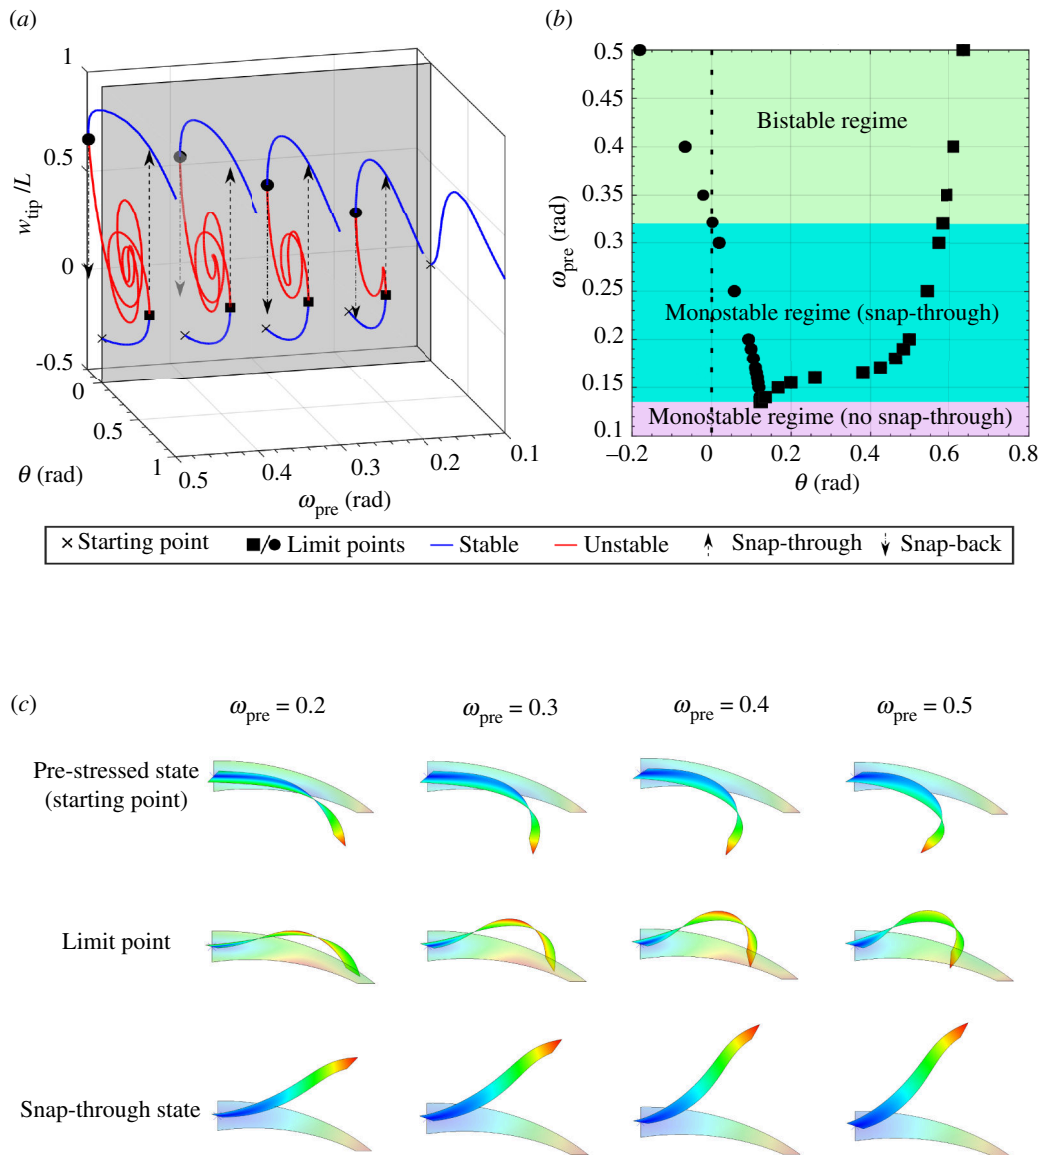 (a)
1
0.5
0
-0.5
w_tip/L
0
0.5
1
θ (rad)
0.5
0.4
0.3
0.2
0.1
ω_pre (rad)
(b)
0.5
0.45
0.4
0.35
0.3
0.25
0.2
0.15
0.1
ω_pre (rad)
Bistable regime
Monostable regime (snap-through)
Monostable regime (no snap-through)
−0.2 0 0.2 0.4 0.6 0.8
θ (rad)
× Starting point ■/● Limit points Stable Unstable Snap-through Snap-back
(c)
ω_pre = 0.2 ω_pre = 0.3 ω_pre = 0.4 ω_pre = 0.5
Pre-stressed state
(starting point)
Limit point
Snap-through state